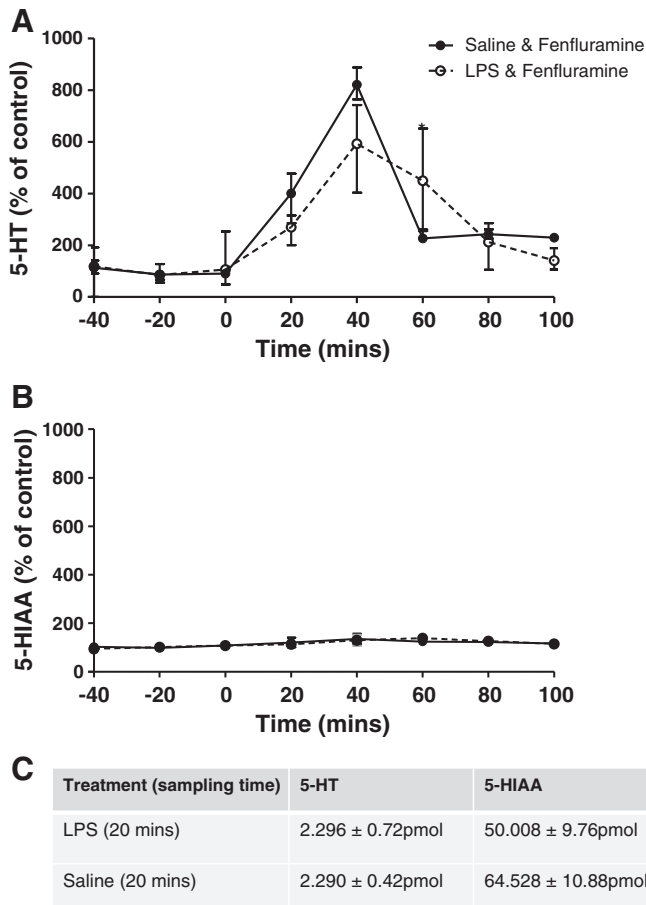 A
1000
800
600
400
200
0
5-HT (% of control)
Saline & Fenfluramine
LPS & Fenfluramine
*
-40 -20 0 20 40 60 80 100
Time (mins)
B
1000
800
600
400
200
0
5-HIAA (% of control)
-40 -20 0 20 40 60 80 100
Time (mins)
C
Treatment (sampling time) 5-HT 5-HIAA
LPS (20 mins) 2.296 ± 0.72pmol 50.008 ± 9.76pmol
Saline (20 mins) 2.290 ± 0.42pmol 64.528 ± 10.88pmol